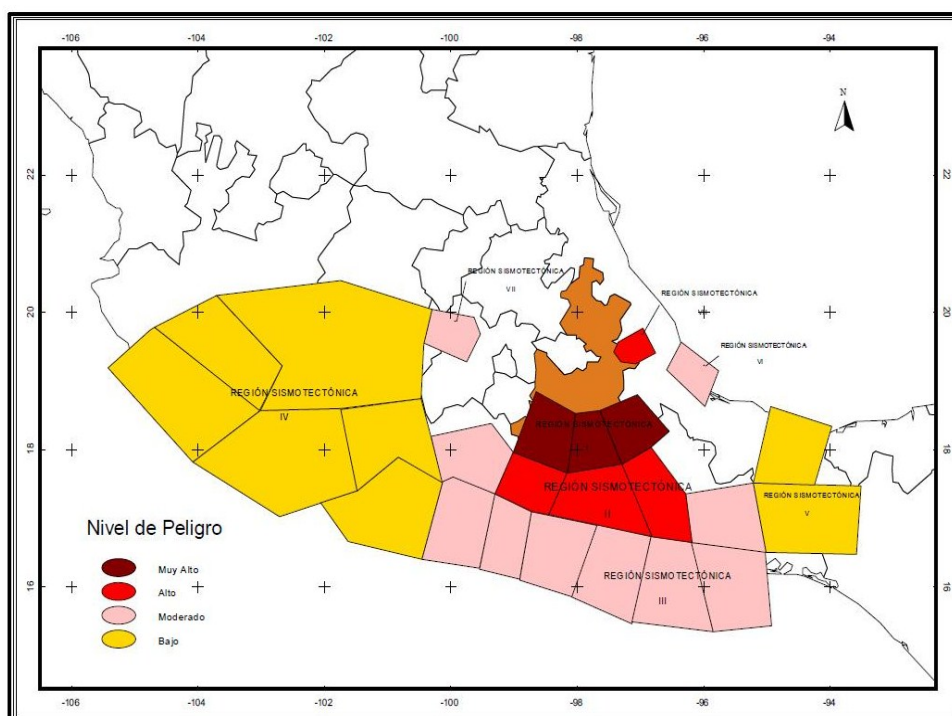 -106 -104 -102 -100 -98 -96 -94
N
22 22
REGIÓN SISMOTECTÓNICA
VII
20 20
REGIÓN SISMOTECTÓNICA
REGIÓN SISMOTECTÓNICA
VI
REGIÓN SISMOTECTÓNICA
IV
18 18
REGIÓN SISMOTECTÓNICA
REGIÓN SISMOTECTÓNICA
II
REGIÓN SISMOTECTÓNICA
V
Nivel de Peligro
Muy Alto
Alto
Moderado
Bajo
16 16
REGIÓN SISMOTECTÓNICA
III
-106 -104 -102 -100 -98 -96 -94